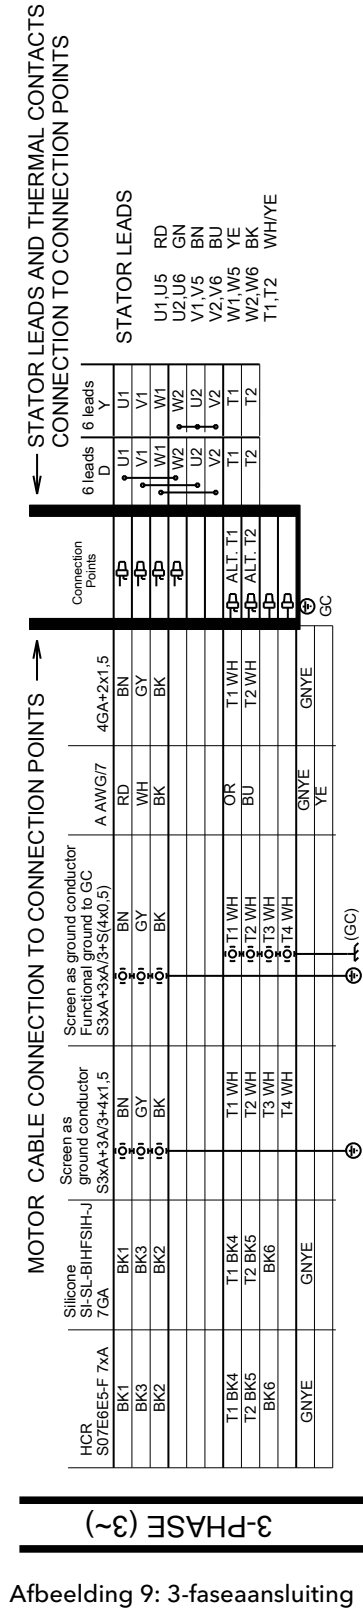 MOTOR CABLE CONNECTION TO CONNECTION POINTS
STATOR LEADS AND THERMAL CONTACTS
CONNECTION TO CONNECTION POINTS
3-PHASE (3~)
HCR
S07E6E5-F 7xA
BK1
BK3
BK2
T1 BK4
T2 BK5
BK6
GNYE
Silicone
SI-SL-BIHFSIH-J
7GA
BK1
BK3
BK2
T1 BK4
T2 BK5
BK6
GNYE
Screen as
ground conductor
S3xA+3A/3+4x1,5
BN
GY
BK
T1 WH
T2 WH
T3 WH
T4 WH
Screen as ground conductor
Functional ground to GC
S3xA+3xA/3+S(4x0,5)
BN
GY
BK
T1 WH
T2 WH
T3 WH
T4 WH
(GC)
A AWG/7
RD
WH
BK
OR
BU
GNYE
YE
4GA+2x1,5
BN
GY
BK
T1 WH
T2 WH
GNYE
Connection
Points
ALT. T1
ALT. T2
GC
6 leads
D
U1
V1
W1
W2
U2
V2
T1
T2
6 leads
Y
U1
V1
W1
W2
U2
V2
T1
T2
STATOR LEADS
U1,U5 RD
U2,U6 GN
V1,V5 BN
V2,V6 BU
W1,W5 YE
W2,W6 BK
T1,T2 WH/YE
Afbeelding 9: 3-faseaansluiting